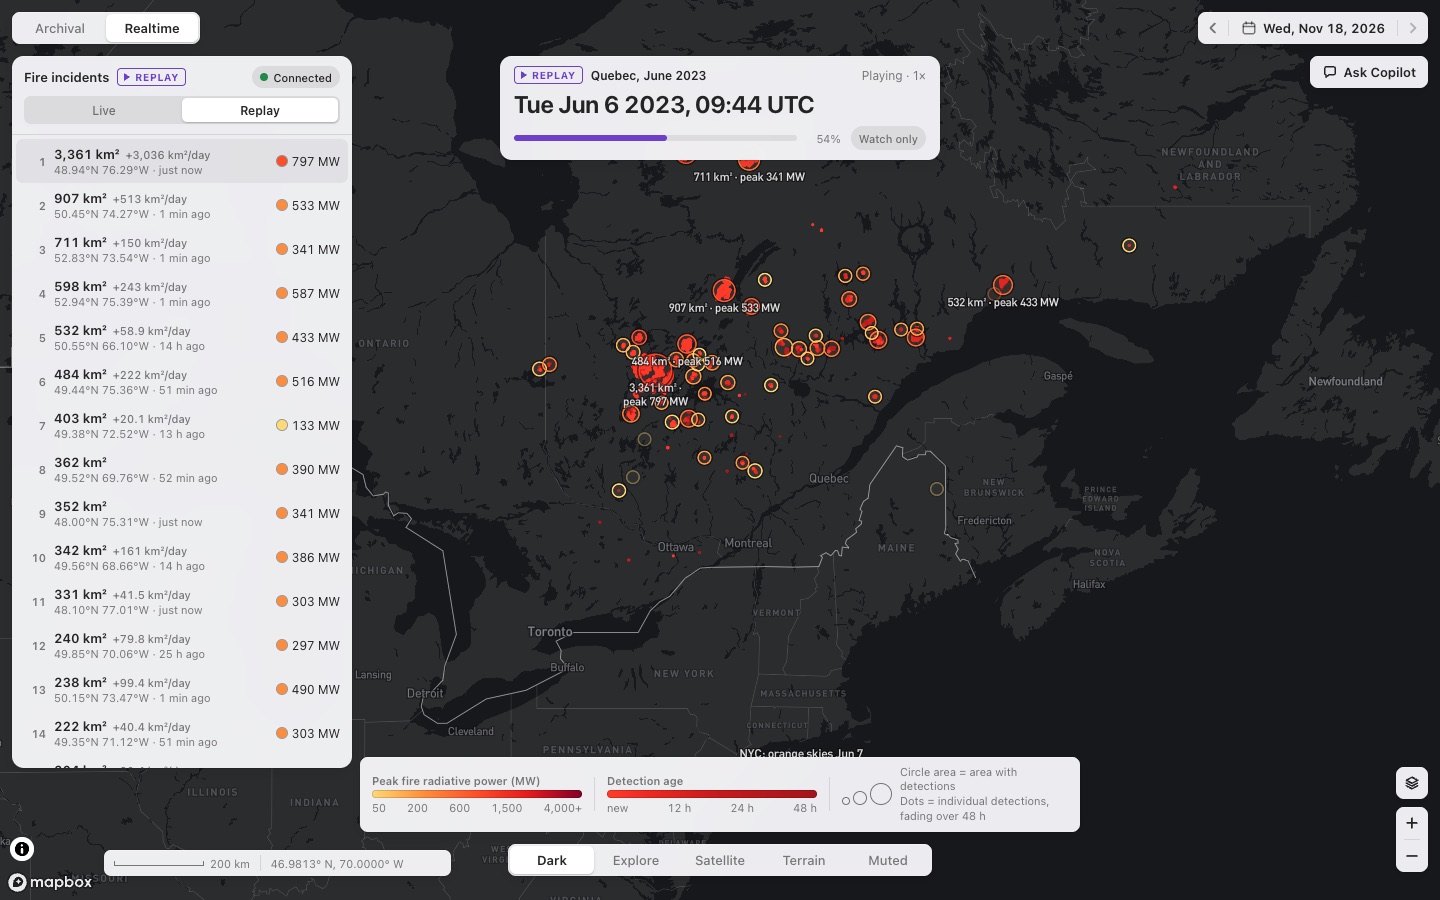 Archival
Realtime
Wed, Nov 18, 2026
Ask Copilot
Fire incidents
REPLAY
Connected
Live
Replay
1
3,361 km² +3,036 km²/day
48.94°N 76.29°W · just now
797 MW
2
907 km² +513 km²/day
50.45°N 74.27°W · 1 min ago
533 MW
3
711 km² +150 km²/day
52.83°N 73.54°W · 1 min ago
341 MW
4
598 km² +243 km²/day
52.94°N 75.39°W · 1 min ago
587 MW
5
532 km² +58.9 km²/day
50.55°N 66.10°W · 14 h ago
433 MW
6
484 km² +222 km²/day
49.44°N 75.36°W · 51 min ago
516 MW
7
403 km² +20.1 km²/day
49.38°N 72.52°W · 13 h ago
133 MW
8
362 km²
49.52°N 69.76°W · 52 min ago
390 MW
9
352 km²
48.00°N 75.31°W · just now
341 MW
10
342 km² +161 km²/day
49.56°N 68.66°W · 14 h ago
386 MW
11
331 km² +41.5 km²/day
48.10°N 77.01°W · just now
303 MW
12
240 km² +79.8 km²/day
49.85°N 70.06°W · 25 h ago
297 MW
13
238 km² +99.4 km²/day
50.15°N 73.47°W · 1 min ago
490 MW
14
222 km² +40.4 km²/day
49.35°N 71.12°W · 51 min ago
303 MW
REPLAY
Quebec, June 2023
Playing · 1×
Tue Jun 6 2023, 09:44 UTC
54%
Watch only
711 km² · peak 341 MW
NEWFOUNDLAND
AND
LABRADOR
907 km² · peak 533 MW
532 km² · peak 433 MW
ONTARIO
484 km² · peak 516 MW
3,361 km² ·
peak 797 MW
Gaspé
Newfoundland
Quebec
NEW
BRUNSWICK
PRINCE
EDWARD
ISLAND
Fredericton
Ottawa
Montreal
MAINE
NOVA
SCOTIA
Halifax
MICHIGAN
VERMONT
Toronto
Buffalo
Lansing
NEW YORK
Detroit
MASSACHUSETTS
CONNECTICUT
Cleveland
PENNSYLVANIA
NYC: orange skies Jun 7
ILLINOIS
INDIANA
Peak fire radiative power (MW)
50
200
600
1,500
4,000+
Detection age
new
12 h
24 h
48 h
Circle area = area with
detections
Dots = individual detections,
fading over 48 h
200 km
46.9813° N, 70.0000° W
Dark
Explore
Satellite
Terrain
Muted
mapbox
MISSOURI